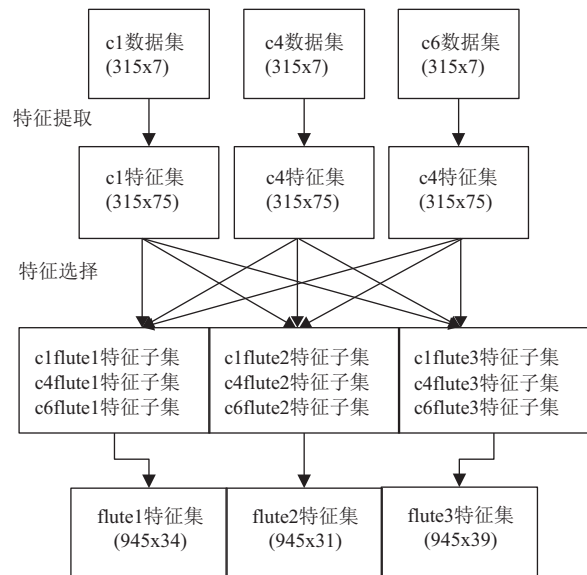 c1数据集
(315x7)
c4数据集
(315x7)
c6数据集
(315x7)
特征提取
c1特征集
(315x75)
c4特征集
(315x75)
c4特征集
(315x75)
特征选择
c1flute1特征子集
c4flute1特征子集
c6flute1特征子集
c1flute2特征子集
c4flute2特征子集
c6flute2特征子集
c1flute3特征子集
c4flute3特征子集
c6flute3特征子集
flute1特征集
(945x34)
flute2特征集
(945x31)
flute3特征集
(945x39)